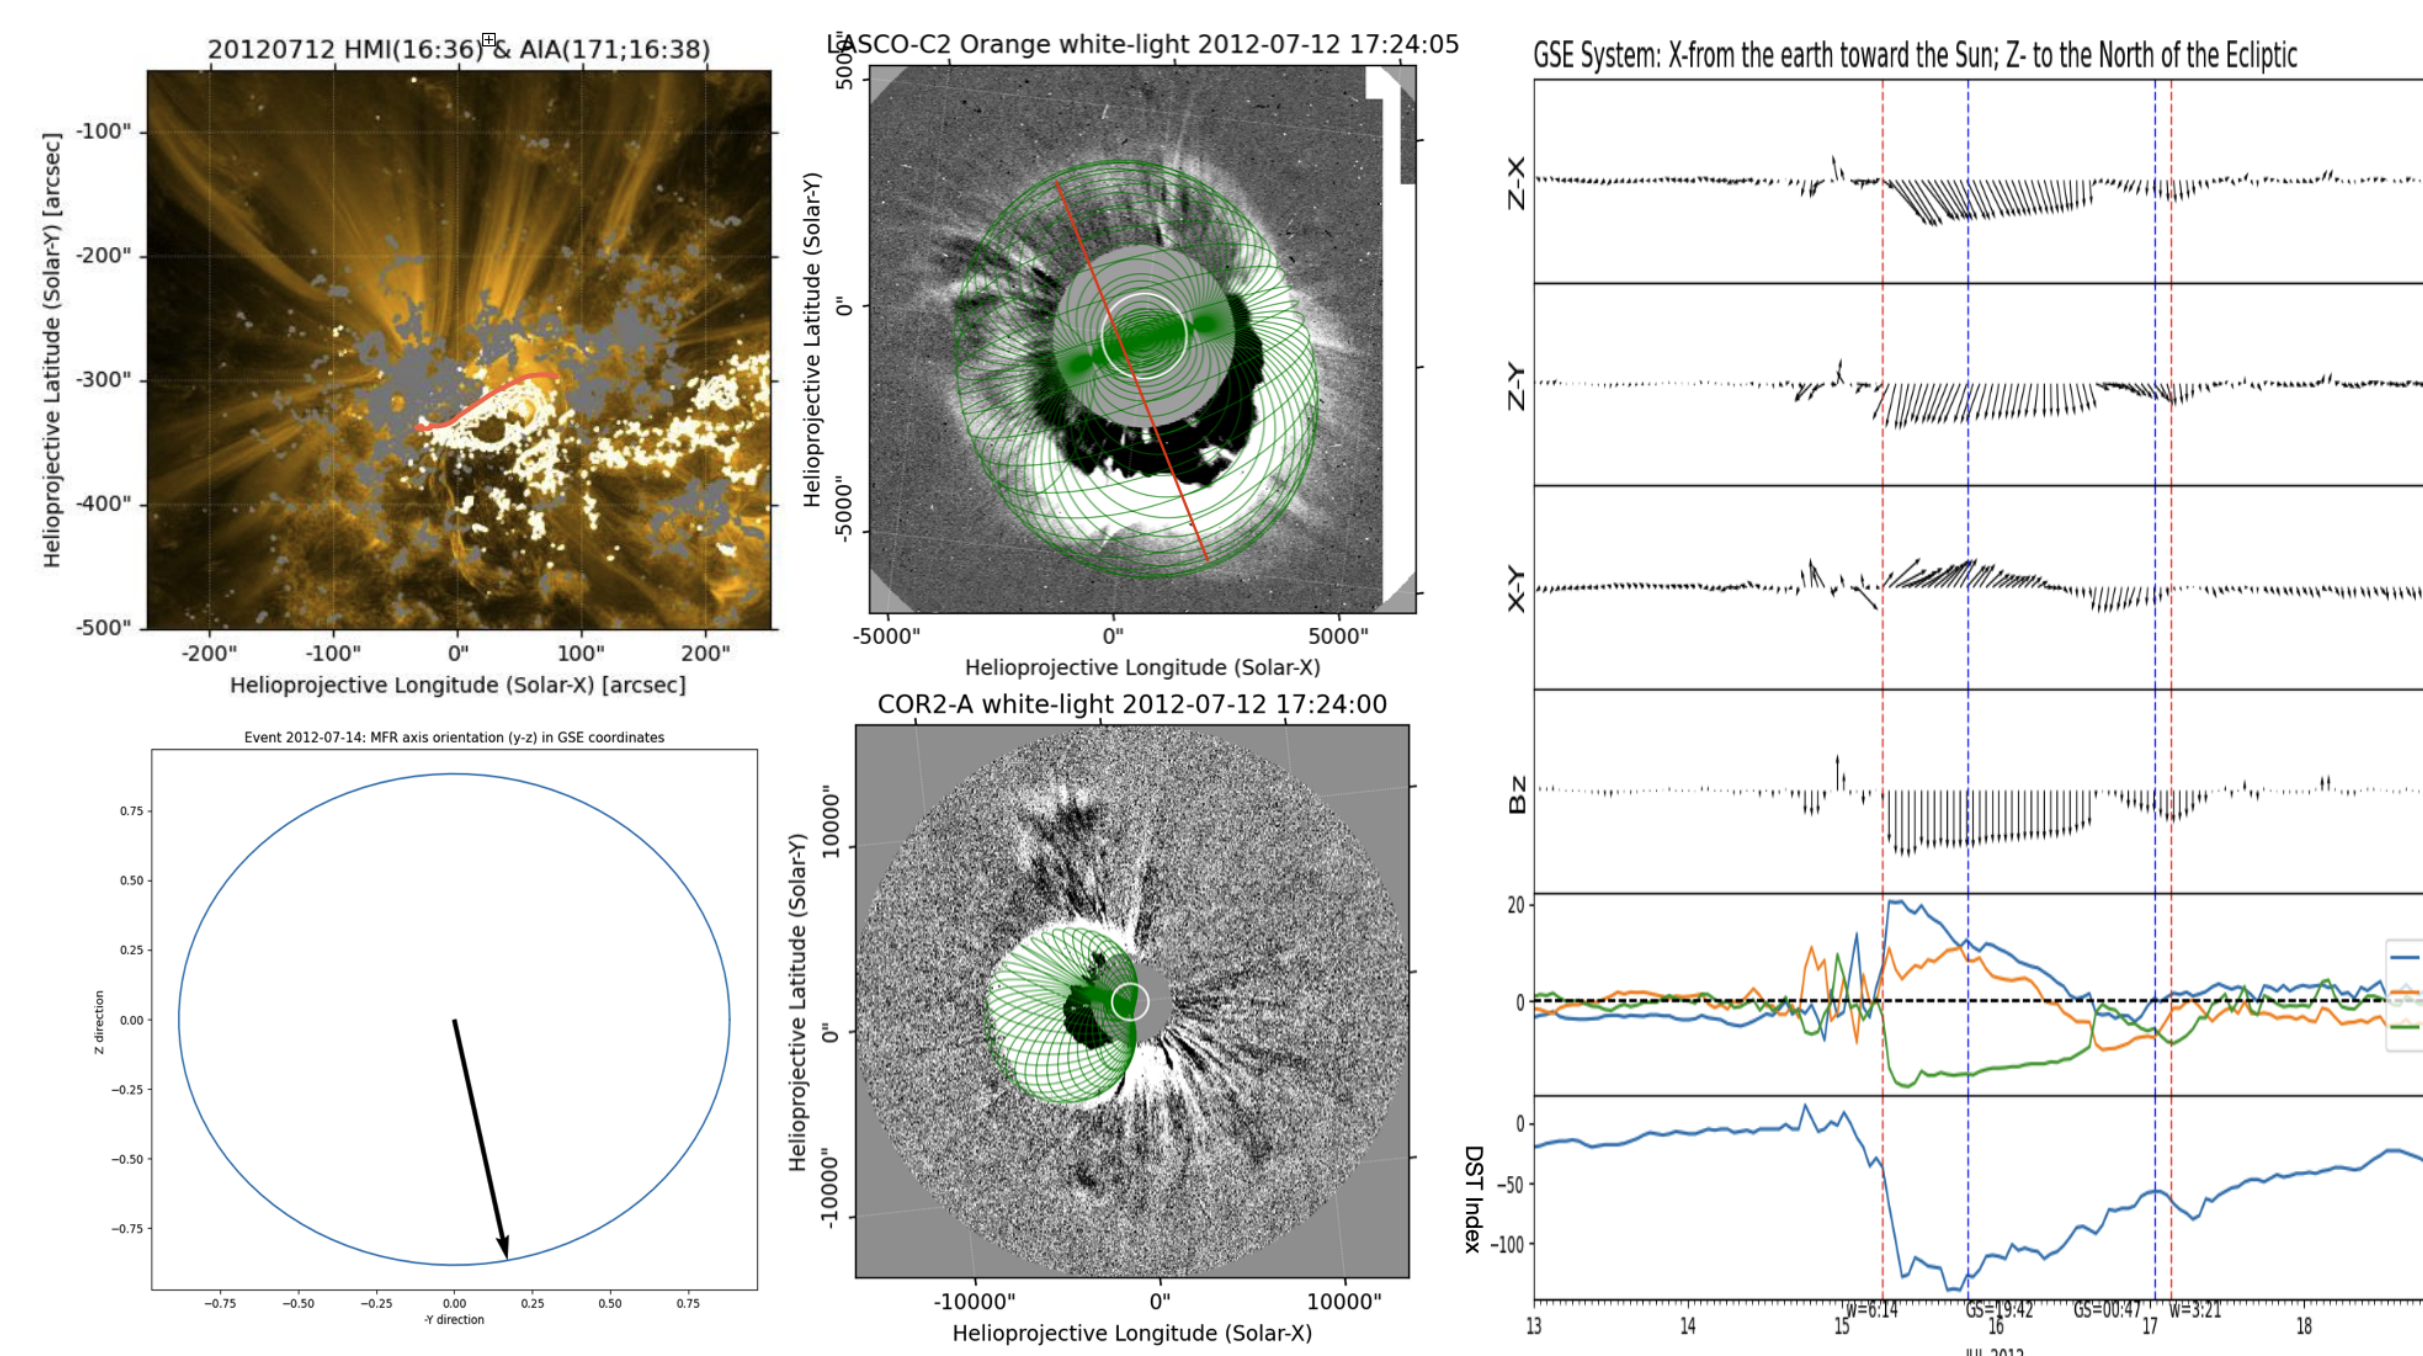 20120712 HMI(16:36) & AIA(171;16:38)
-100"
-200"
-300"
-400"
-500"
Helioprojective Latitude (Solar-Y) [arcsec]
-200" -100" 0" 100" 200"
Helioprojective Longitude (Solar-X) [arcsec]
LASCO-C2 Orange white-light 2012-07-12 17:24:05
5000"
0"
-5000"
Helioprojective Latitude (Solar-Y)
-5000" 0" 5000"
Helioprojective Longitude (Solar-X)
Event 2012-07-14: MFR axis orientation (y-z) in GSE coordinates
0.75
0.50
0.25
0.00
−0.25
−0.50
−0.75
Z direction
−0.75 −0.50 −0.25 0.00 0.25 0.50 0.75
-Y direction
COR2-A white-light 2012-07-12 17:24:00
10000"
0"
-10000"
Helioprojective Latitude (Solar-Y)
-10000" 0" 10000"
Helioprojective Longitude (Solar-X)
GSE System: X-from the earth toward the Sun; Z- to the North of the Ecliptic
Z-X
Z-Y
X-Y
Bz
20
0
DST Index
0
−50
−100
W=6:14 GS=19:42 GS=00:47 W=3:21
13 14 15 16 17 18
JUL 2012